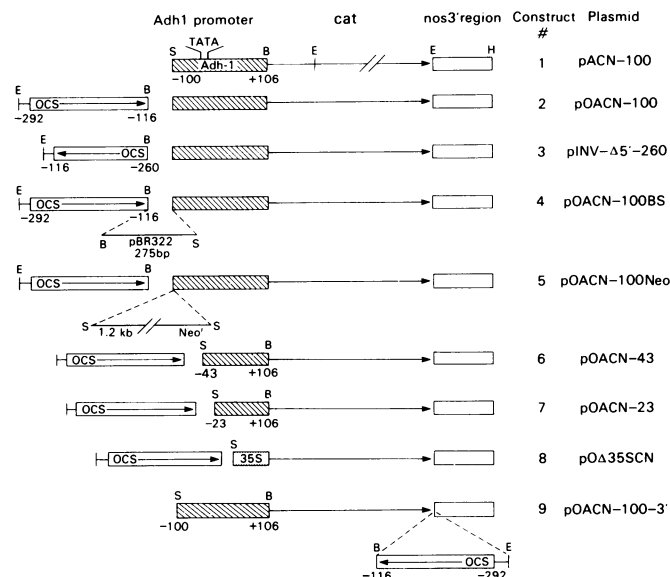 Adh1 promoter cat nos3'region Construct # Plasmid
TATA
S B E E H
Adh-1
-100 +106
1 pACN-100
E B
OCS
-292 -116
2 pOACN-100
E B
OCS
-116 -260
3 pINV-Δ5'-260
E B
OCS
-292 -116
4 pOACN-100BS
B pBR322 S
275bp
E B
OCS
5 pOACN-100Neo
S S
1.2 kb Neo'
S B
OCS
-43 +106
6 pOACN-43
S B
OCS
-23 +106
7 pOACN-23
S
OCS 35S
8 pOΔ35SCN
S B
-100 +106
9 pOACN-100-3'
B E
OCS
-116 -292